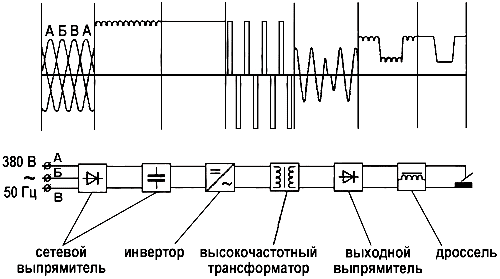 А Б В А
380 В
~
50 Гц
А
Б
В
= ~
сетевой
выпрямитель
инвертор
высокочастотный
трансформатор
выходной
выпрямитель
дроссель